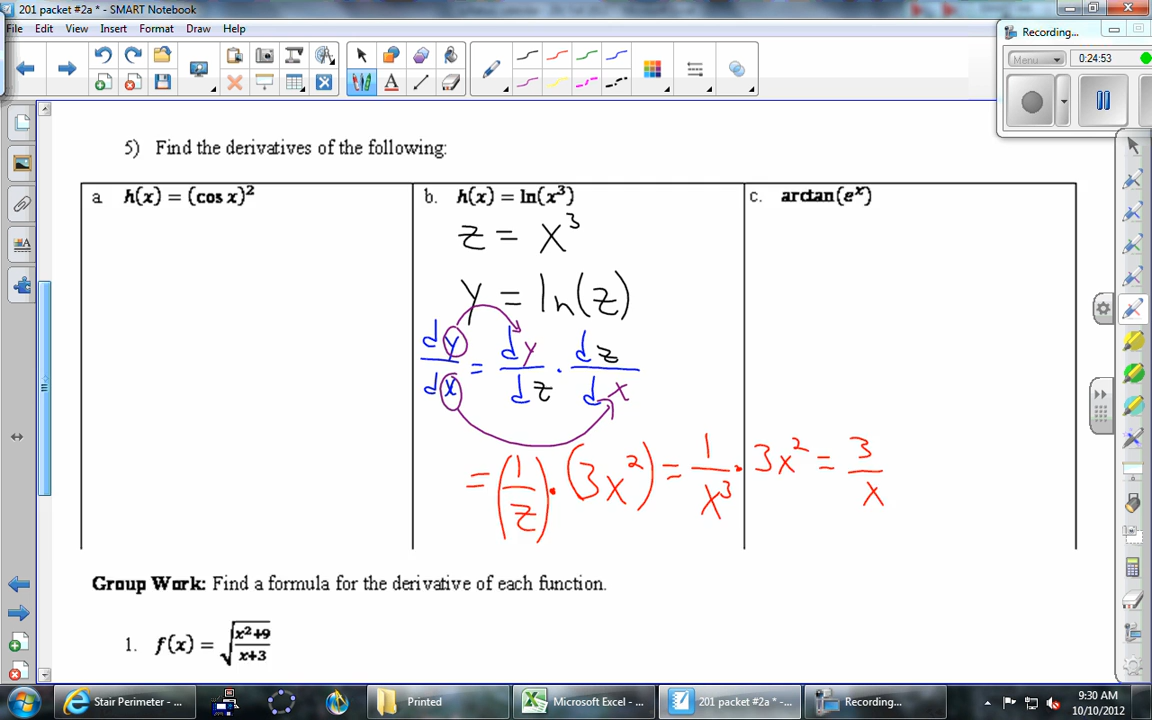 201 packet #2a * - SMART Notebook
File Edit View Insert Format Draw Help
Recording...
Menu
0:24:53
5) Find the derivatives of the following:
a h(x) = (cos x)²
b. h(x) = ln(x³)
z = x³
y = ln(z)
dy/dx = dy/dz · dz/dx
= (1/z) · (3x²) = 1/x³ · 3x² = 3/x
c. arctan(eˣ)
Group Work: Find a formula for the derivative of each function.
1. f(x) = √((x²+9)/(x+3))
Stair Perimeter - ...
Printed
Microsoft Excel - ...
201 packet #2a * -...
Recording...
9:30 AM
10/10/2012